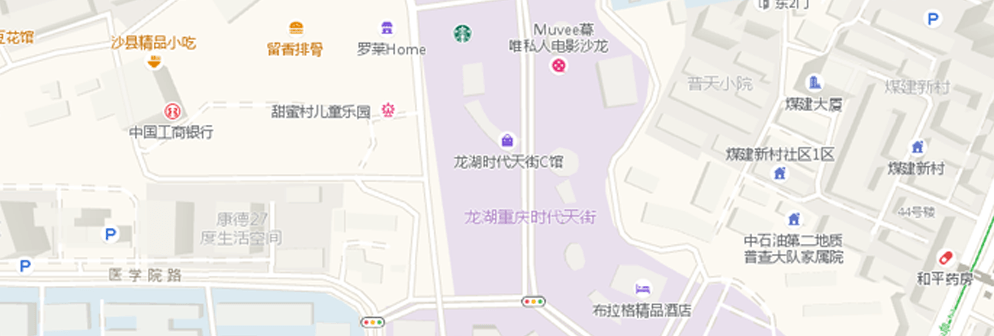 东2门
Muvee蓦
唯私人电影沙龙
豆花馆
沙县精品小吃
留香排骨
罗莱Home
P
普天小院
煤建新村
煤建大厦
甜蜜村儿童乐园
中国工商银行
龙湖时代天街C馆
煤建新村社区1区
煤建新村
龙湖重庆时代天街
康德27
度生活空间
44号楼
P
中石油第二地质
普查大队家属院
P
医学院路
和平药房
布拉格精品酒店